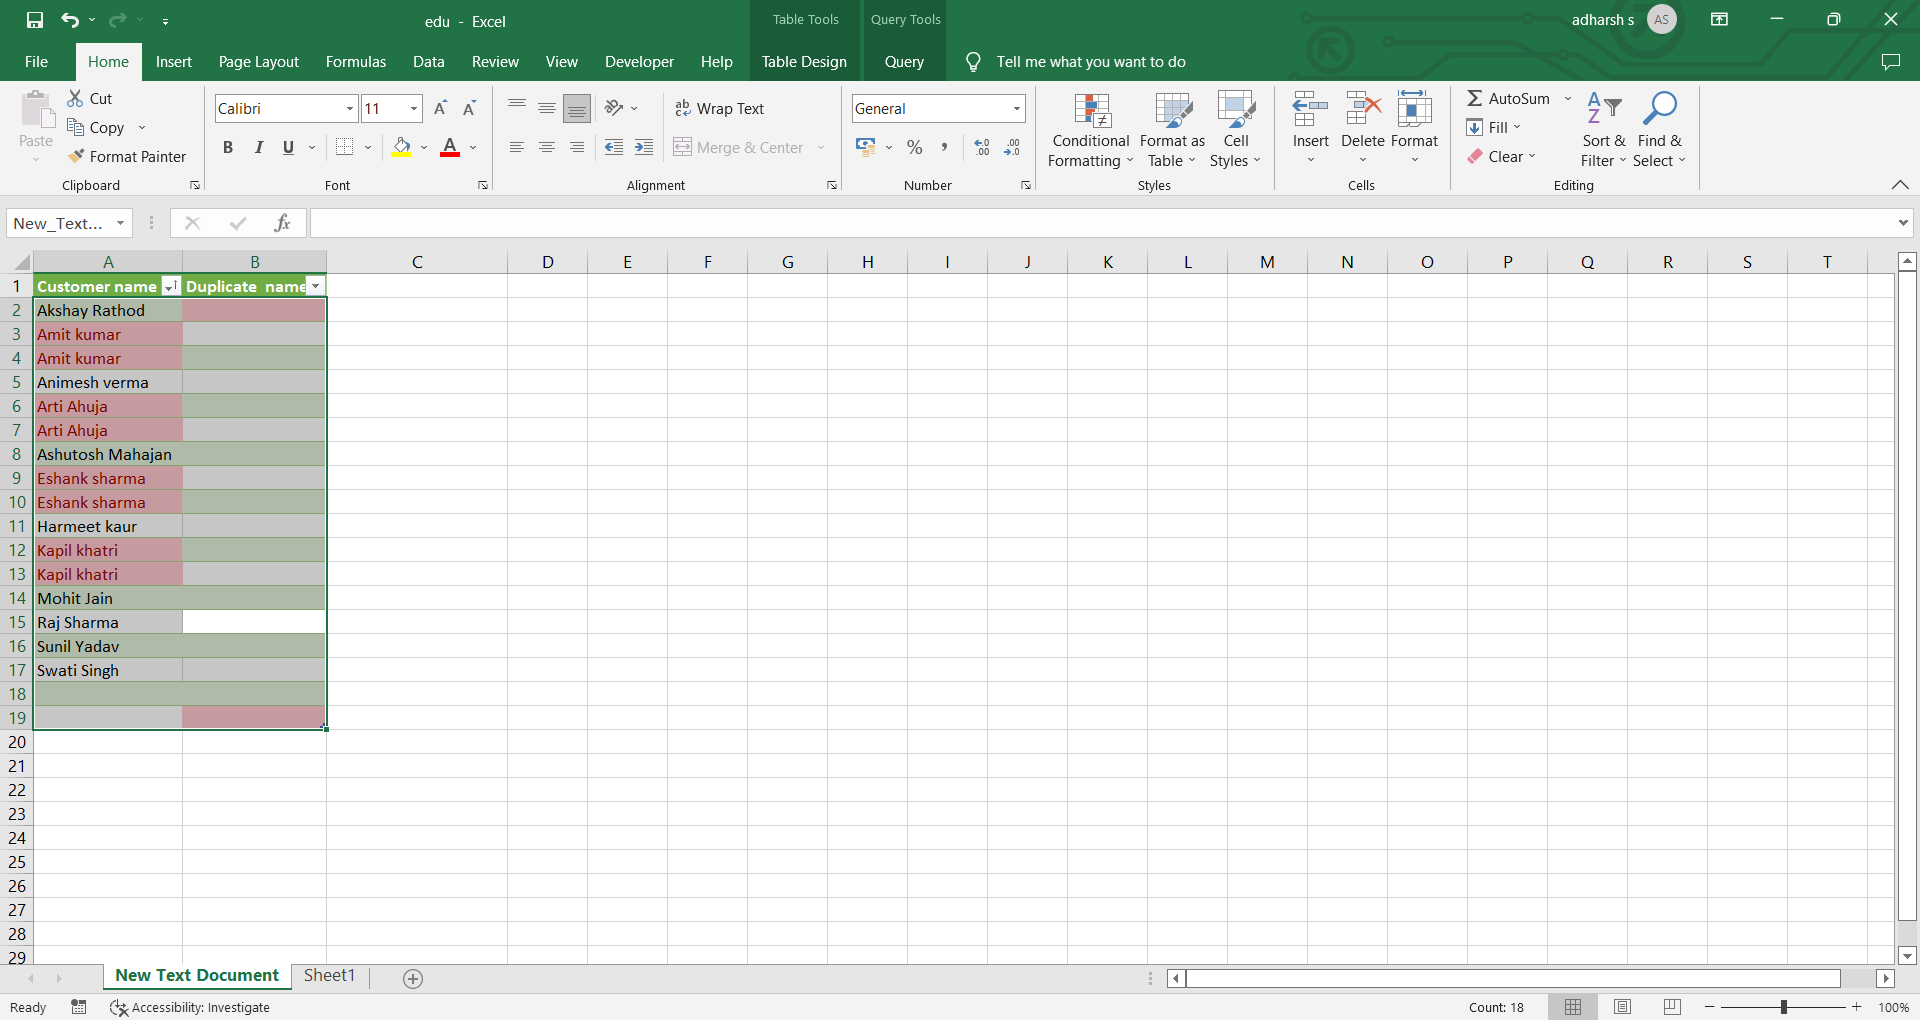 edu - Excel
Table Tools
Query Tools
adharsh s
AS
File
Home
Insert
Page Layout
Formulas
Data
Review
View
Developer
Help
Table Design
Query
Tell me what you want to do
Paste
Cut
Copy
Format Painter
Clipboard
Calibri
11
B I U
Font
ab Wrap Text
Merge & Center
Alignment
General
Number
Conditional Formatting
Format as Table
Cell Styles
Styles
Insert
Delete
Format
Cells
AutoSum
Fill
Clear
Sort & Filter
Find & Select
Editing
New_Text...
fx
A B C D E F G H I J K L M N O P Q R S T
1 Customer name Duplicate name
2 Akshay Rathod
3 Amit kumar
4 Amit kumar
5 Animesh verma
6 Arti Ahuja
7 Arti Ahuja
8 Ashutosh Mahajan
9 Eshank sharma
10 Eshank sharma
11 Harmeet kaur
12 Kapil khatri
13 Kapil khatri
14 Mohit Jain
15 Raj Sharma
16 Sunil Yadav
17 Swati Singh
18
19
20
21
22
23
24
25
26
27
28
29
New Text Document
Sheet1
Ready
Accessibility: Investigate
Count: 18
100%